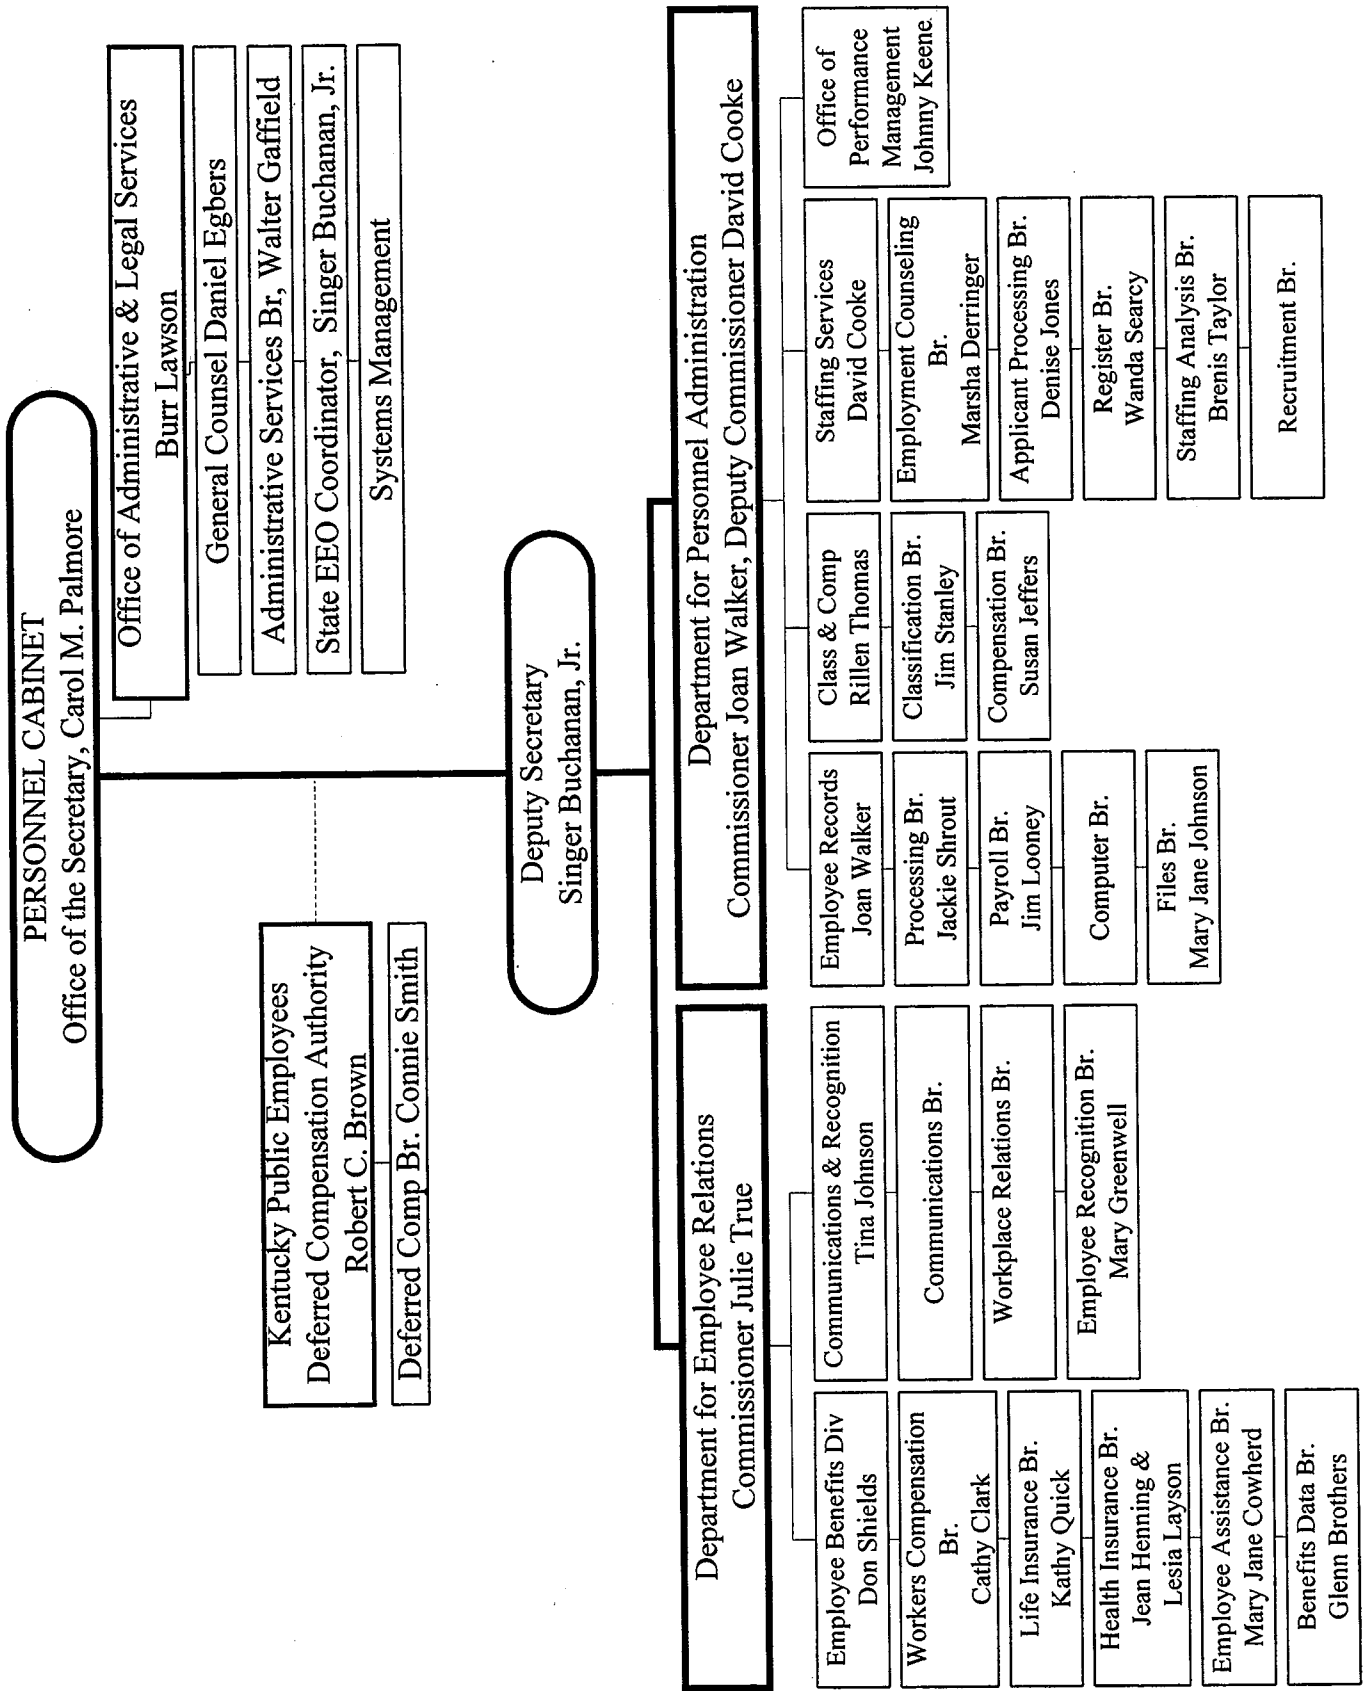 PERSONNEL CABINET
Office of the Secretary, Carol M. Palmore
Office of Administrative & Legal Services
Burr Lawson
General Counsel Daniel Egbers
Administrative Services Br, Walter Gaffield
State EEO Coordinator, Singer Buchanan, Jr.
Systems Management
Kentucky Public Employees
Deferred Compensation Authority
Robert C. Brown
Deferred Comp Br. Connie Smith
Deputy Secretary
Singer Buchanan, Jr.
Department for Employee Relations
Commissioner Julie True
Employee Benefits Div
Don Shields
Workers Compensation
Br.
Cathy Clark
Life Insurance Br.
Kathy Quick
Health Insurance Br.
Jean Henning &
Lesia Layson
Employee Assistance Br.
Mary Jane Cowherd
Benefits Data Br.
Glenn Brothers
Communications & Recognition
Tina Johnson
Communications Br.
Workplace Relations Br.
Employee Recognition Br.
Mary Greenwell
Department for Personnel Administration
Commissioner Joan Walker, Deputy Commissioner David Cooke
Employee Records
Joan Walker
Processing Br.
Jackie Shrout
Payroll Br.
Jim Looney
Computer Br.
Files Br.
Mary Jane Johnson
Class & Comp
Rillen Thomas
Classification Br.
Jim Stanley
Compensation Br.
Susan Jeffers
Staffing Services
David Cooke
Employment Counseling
Br.
Marsha Derringer
Applicant Processing Br.
Denise Jones
Register Br.
Wanda Searcy
Staffing Analysis Br.
Brenis Taylor
Recruitment Br.
Office of
Performance
Management
Johnny Keene